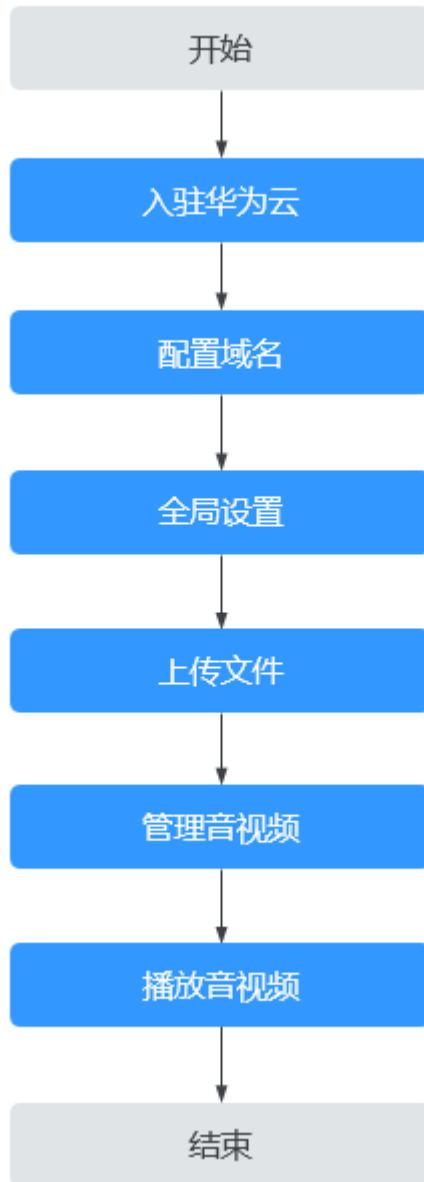 开始
入驻华为云
配置域名
全局设置
上传文件
管理音视频
播放音视频
结束